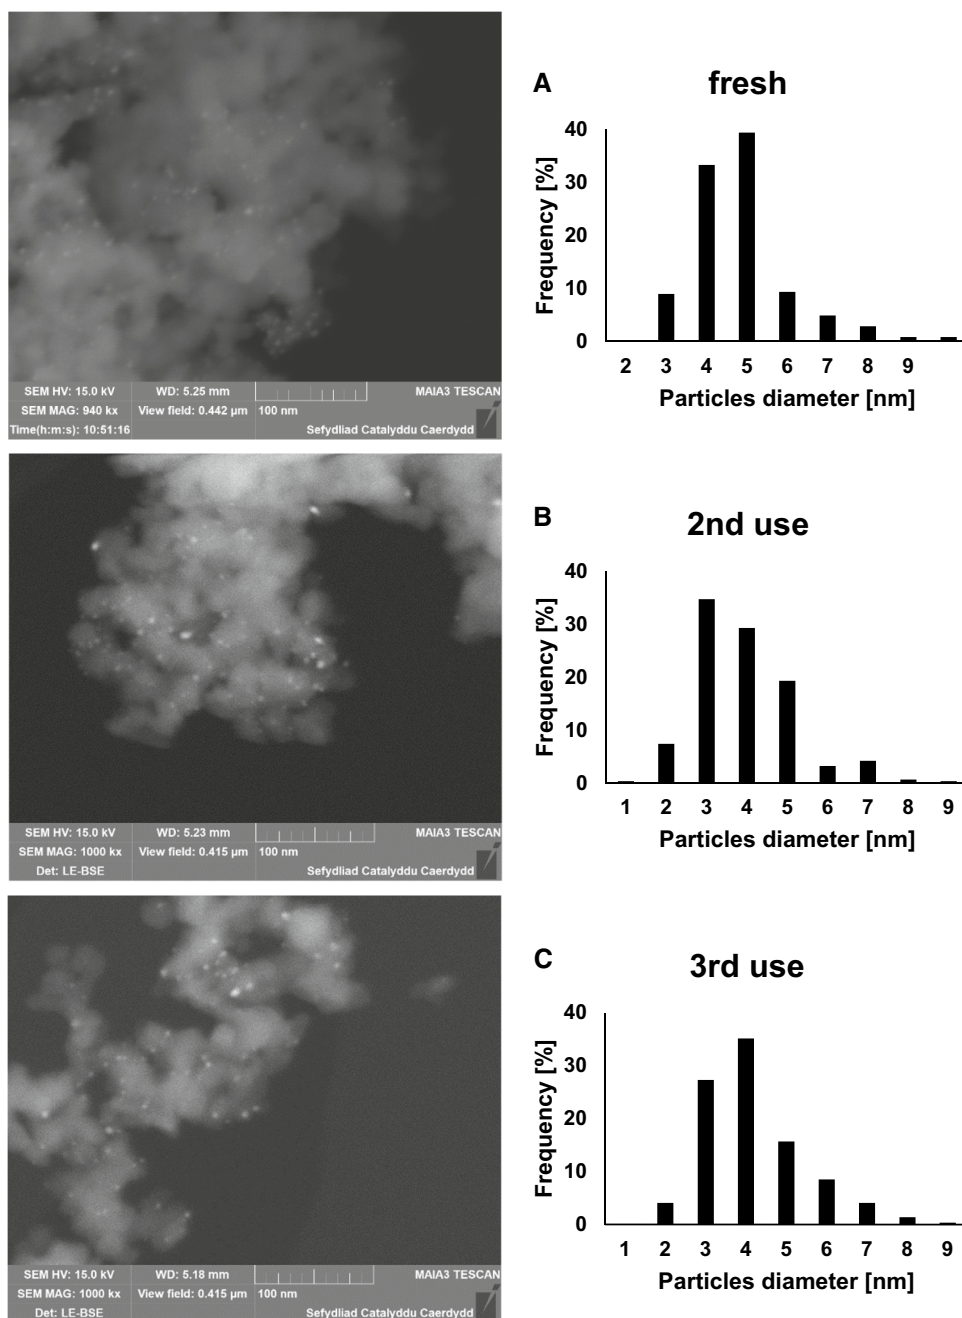 SEM HV: 15.0 kV WD: 5.25 mm MAIA3 TESCAN
SEM MAG: 940 kx View field: 0.442 µm 100 nm
Time(h:m:s): 10:51:16 Sefydliad Catalyddu Caerdydd
A
fresh
Frequency [%]
40
30
20
10
0
2 3 4 5 6 7 8 9
Particles diameter [nm]
SEM HV: 15.0 kV WD: 5.23 mm MAIA3 TESCAN
SEM MAG: 1000 kx View field: 0.415 µm 100 nm
Det: LE-BSE Sefydliad Catalyddu Caerdydd
B
2nd use
Frequency [%]
40
30
20
10
0
1 2 3 4 5 6 7 8 9
Particles diameter [nm]
SEM HV: 15.0 kV WD: 5.18 mm MAIA3 TESCAN
SEM MAG: 1000 kx View field: 0.415 µm 100 nm
Det: LE-BSE Sefydliad Catalyddu Caerdydd
C
3rd use
Frequency [%]
40
30
20
10
0
1 2 3 4 5 6 7 8 9
Particles diameter [nm]